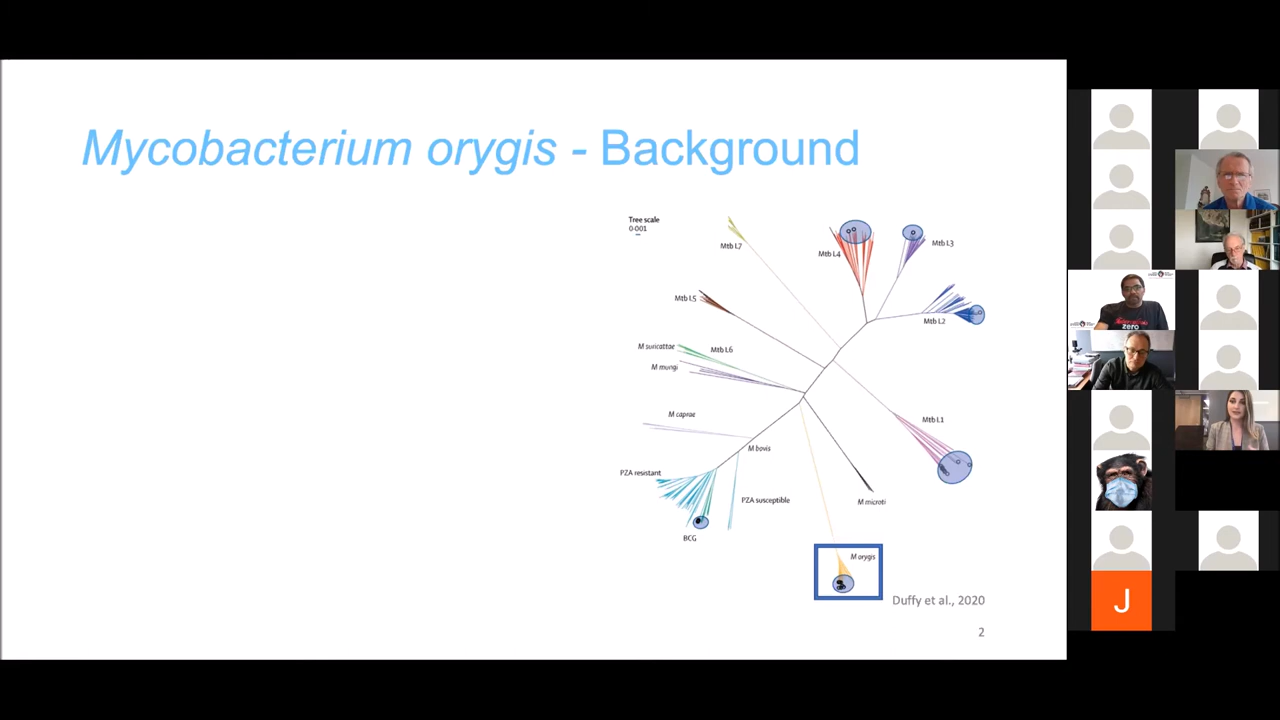 Mycobacterium orygis - Background
Tree scale
0·001
Mtb L7
Mtb L4
Mtb L3
Mtb L5
Mtb L2
M suricattae
Mtb L6
M mungi
M caprae
Mtb L1
M bovis
PZA resistant
PZA susceptible
M microti
BCG
M orygis
Duffy et al., 2020
2
zero
J